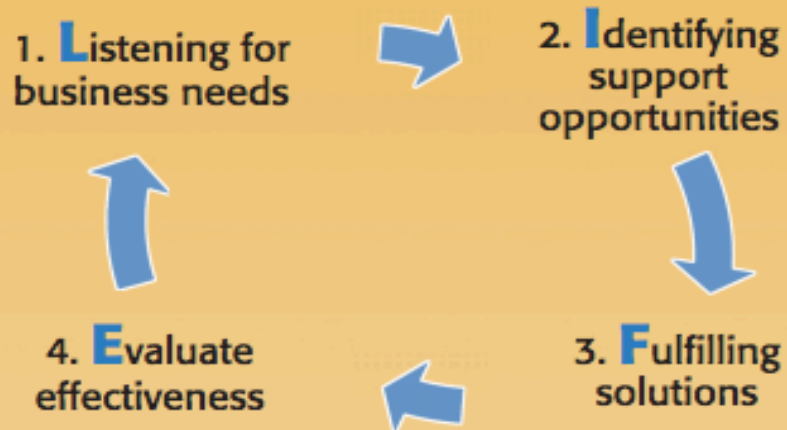 1. Listening for
business needs
2. Identifying
support
opportunities
3. Fulfilling
solutions
4. Evaluate
effectiveness